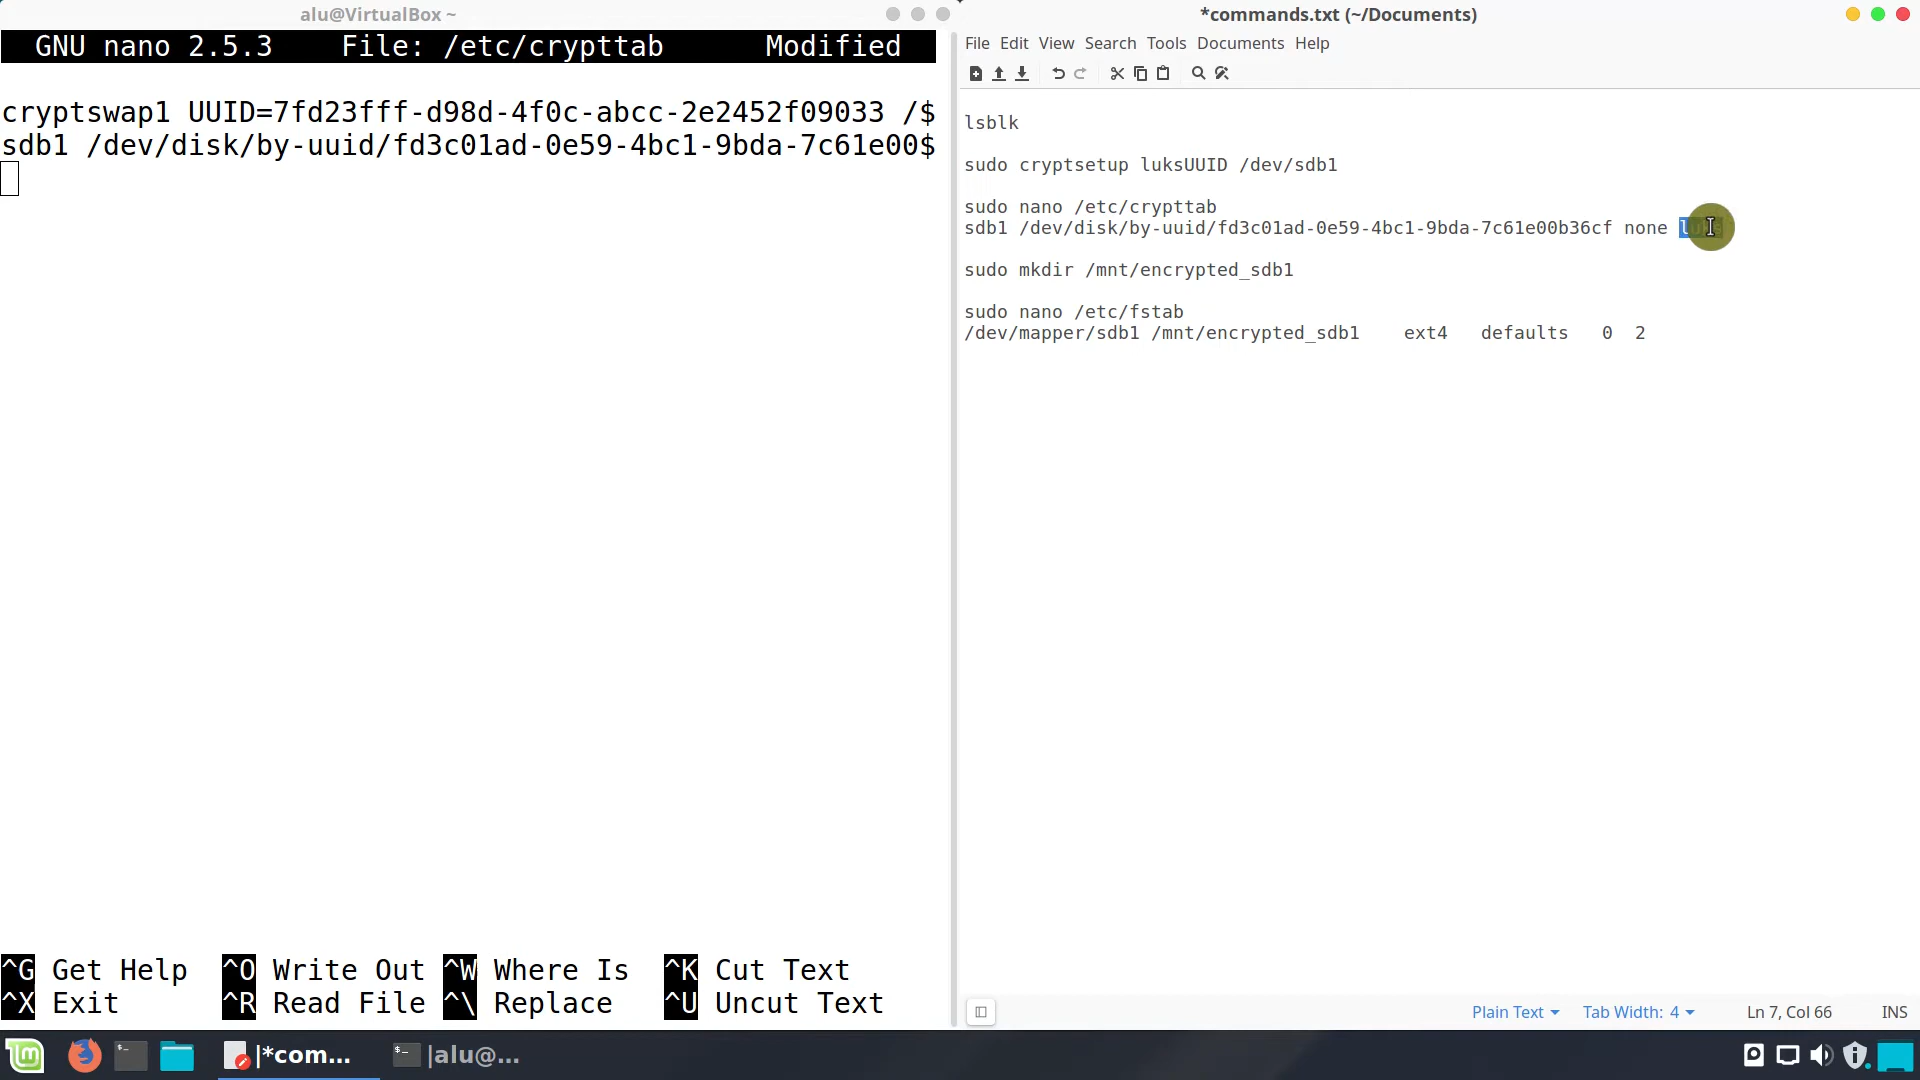 alu@VirtualBox ~
GNU nano 2.5.3 File: /etc/crypttab Modified
cryptswap1 UUID=7fd23fff-d98d-4f0c-abcc-2e2452f09033 /$
sdb1 /dev/disk/by-uuid/fd3c01ad-0e59-4bc1-9bda-7c61e00$
^G Get Help ^O Write Out ^W Where Is ^K Cut Text
^X Exit ^R Read File ^\ Replace ^U Uncut Text
*commands.txt (~/Documents)
File Edit View Search Tools Documents Help
lsblk
sudo cryptsetup luksUUID /dev/sdb1
sudo nano /etc/crypttab
sdb1 /dev/disk/by-uuid/fd3c01ad-0e59-4bc1-9bda-7c61e00b36cf none
sudo mkdir /mnt/encrypted_sdb1
sudo nano /etc/fstab
/dev/mapper/sdb1 /mnt/encrypted_sdb1 ext4 defaults 0 2
Plain Text Tab Width: 4 Ln 7, Col 66 INS
|*com... |alu@...